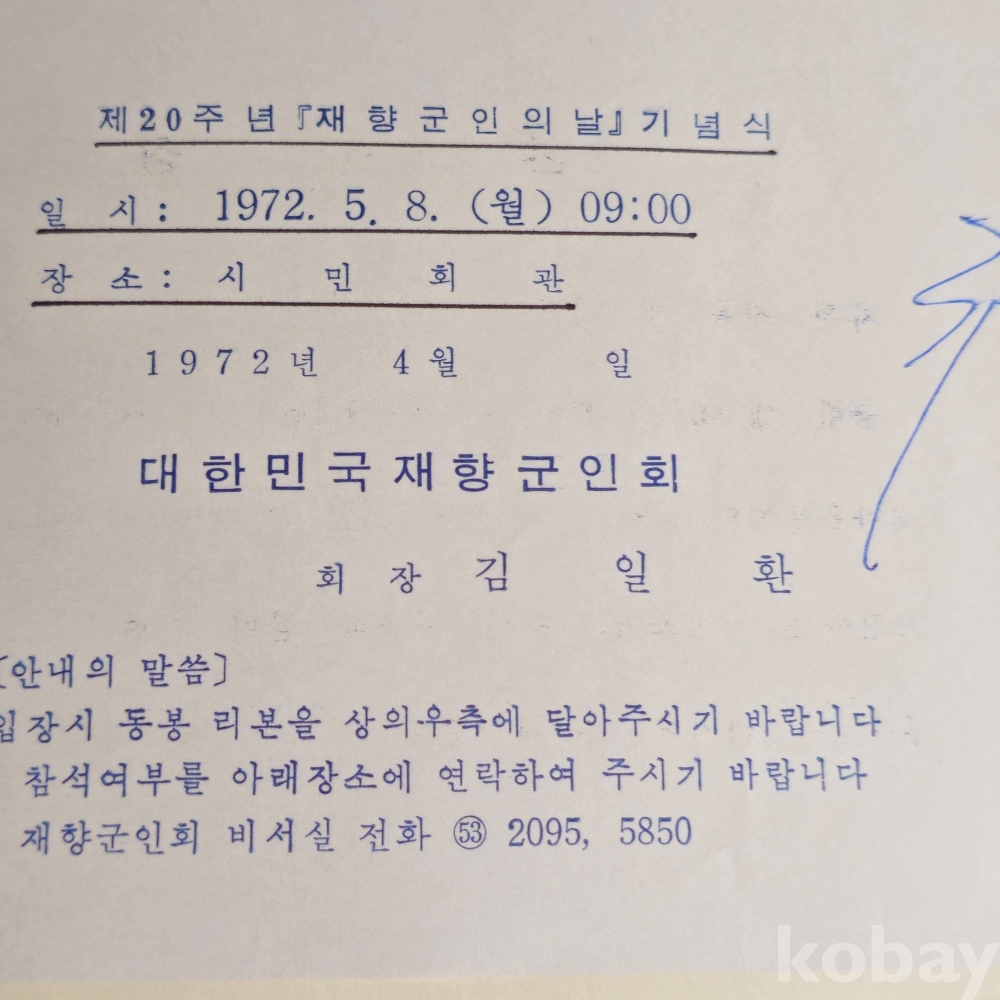 제20주년『재향군인의날』기념식
일 시: 1972. 5. 8. (월) 09:00
장 소: 시 민 회 관
1972년 4월 일
대한민국재향군인회
회 장 김 일 환
[안내의 말씀]
입장시 동봉 리본을 상의우측에 달아주시기 바랍니다
참석여부를 아래장소에 연락하여 주시기 바랍니다
재향군인회 비서실 전화 ㊼ 2095, 5850
kobay